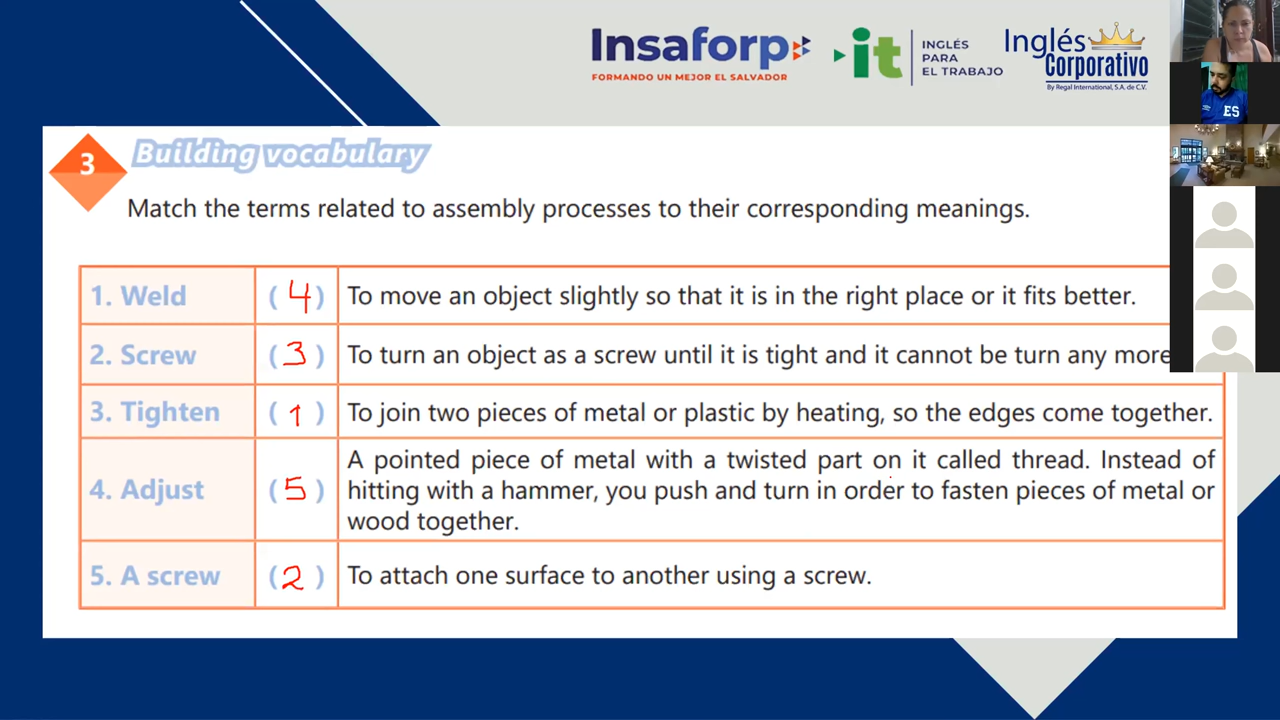 Insaforp
FORMANDO UN MEJOR EL SALVADOR
it
INGLÉS
PARA
EL TRABAJO
Inglés
Corporativo
By Regal International, S.A. de C.V.
ES
3
Building vocabulary
Match the terms related to assembly processes to their corresponding meanings.
1. Weld ( 4 ) To move an object slightly so that it is in the right place or it fits better.
2. Screw ( 3 ) To turn an object as a screw until it is tight and it cannot be turn any more
3. Tighten ( 1 ) To join two pieces of metal or plastic by heating, so the edges come together.
4. Adjust ( 5 ) A pointed piece of metal with a twisted part on it called thread. Instead of
hitting with a hammer, you push and turn in order to fasten pieces of metal or
wood together.
5. A screw ( 2 ) To attach one surface to another using a screw.